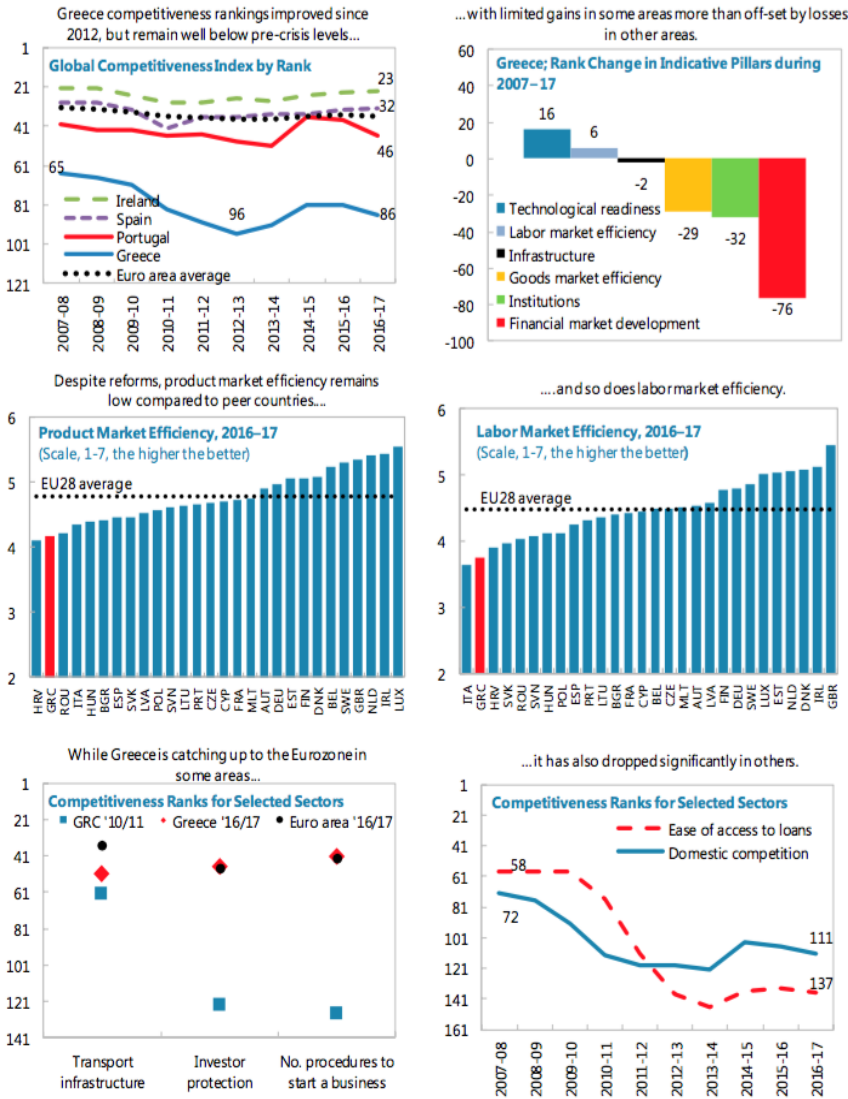 Greece competitiveness rankings improved since
2012, but remain well below pre-crisis levels...
Global Competitiveness Index by Rank
1
21
41
61
81
101
121
23
32
46
65
96
86
Ireland
Spain
Portugal
Greece
Euro area average
2007-08
2008-09
2009-10
2010-11
2011-12
2012-13
2013-14
2014-15
2015-16
2016-17
...with limited gains in some areas more than off-set by losses
in other areas.
Greece; Rank Change in Indicative Pillars during
2007–17
60
40
20
0
-20
-40
-60
-80
-100
16
6
-2
-29
-32
-76
Technological readiness
Labor market efficiency
Infrastructure
Goods market efficiency
Institutions
Financial market development
Despite reforms, product market efficiency remains
low compared to peer countries....
Product Market Efficiency, 2016–17
(Scale, 1-7, the higher the better)
EU28 average
6
5
4
3
2
HRV
GRC
ROU
ITA
HUN
BGR
ESP
SVK
LVA
POL
SVN
LTU
PRT
CZE
CYP
FRA
MLT
AUT
DEU
EST
FIN
DNK
BEL
SWE
GBR
NLD
IRL
LUX
....and so does labor market efficiency.
Labor Market Efficiency, 2016–17
(Scale, 1-7, the higher the better)
EU28 average
6
5
4
3
2
ITA
GRC
HRV
SVK
ROU
SVN
HUN
POL
ESP
PRT
LTU
BGR
FRA
CYP
BEL
CZE
MLT
AUT
LVA
FIN
DEU
SWE
LUX
EST
NLD
DNK
IRL
GBR
While Greece is catching up to the Eurozone in
some areas...
Competitiveness Ranks for Selected Sectors
GRC '10/11
Greece '16/17
Euro area '16/17
1
21
41
61
81
101
121
141
Transport
infrastructure
Investor
protection
No. procedures to
start a business
...it has also dropped significantly in others.
Competitiveness Ranks for Selected Sectors
Ease of access to loans
Domestic competition
1
21
41
61
81
101
121
141
161
58
72
111
137
2007-08
2008-09
2009-10
2010-11
2011-12
2012-13
2013-14
2014-15
2015-16
2016-17